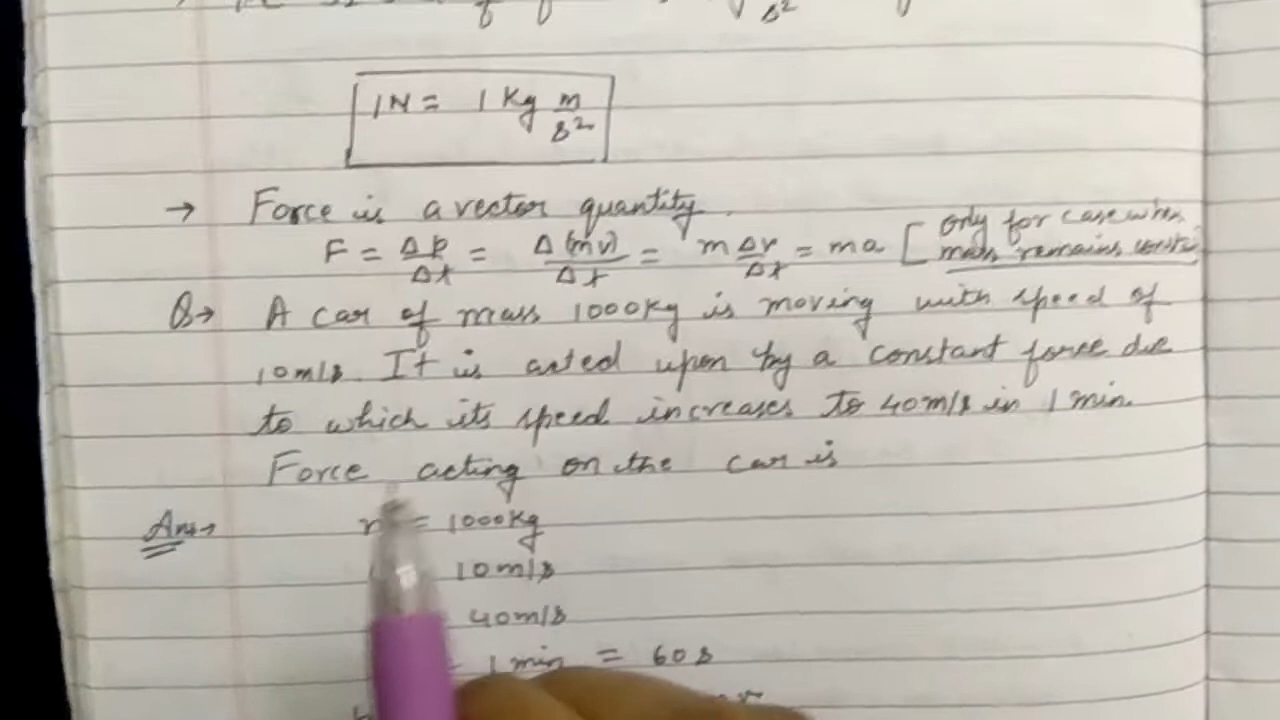 1N = 1 Kg m/s²
→ Force is a vector quantity.
F = Δp/Δt = Δ(mv)/Δt = mΔv/Δt = ma [only for case when
mass remains
Q→ A car of mass 1000Kg is moving with speed of
10m/s. It is acted upon by a constant force due
to which its speed increases to 40m/s in 1 min.
Force acting on the car is
Ans→ = 1000Kg
10m/s
40m/s
1 min = 60s